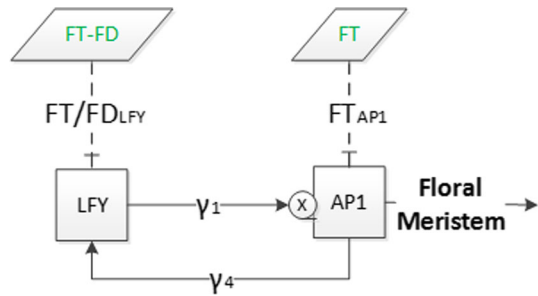 FT-FD
FT
FT/FDLFY
FTAP1
LFY
γ1
X
AP1
Floral
Meristem
γ4